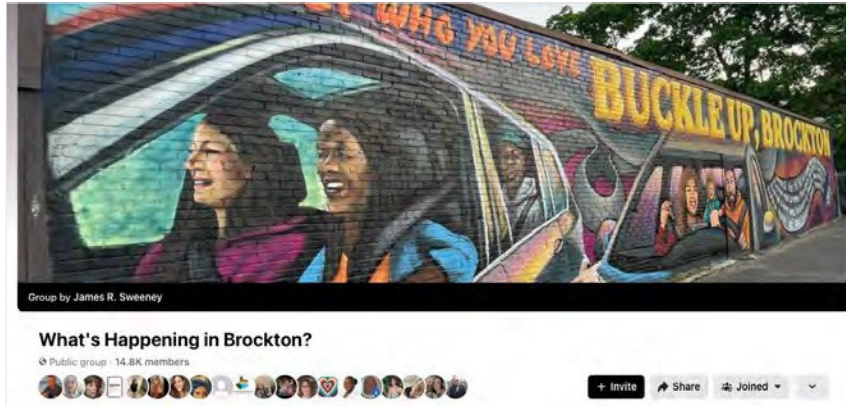 WHO YOU LOVE
BUCKLE UP, BROCKTON
Group by James R. Sweeney
What's Happening in Brockton?
Public group · 14.8K members
+ Invite
Share
Joined